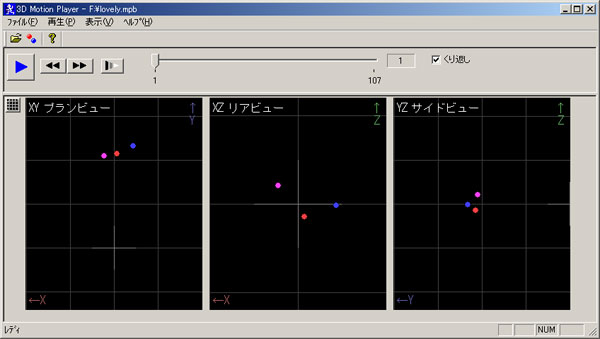 3D Motion Player - F:¥lovely.mpb
ファイル(F) 再生(P) 表示(V) ヘルプ(H)
1 107
1
くり返し
XY プランビュー
↑
Y
←X
XZ リアビュー
↑
Z
←X
YZ サイドビュー
↑
Z
←Y
レディ
NUM